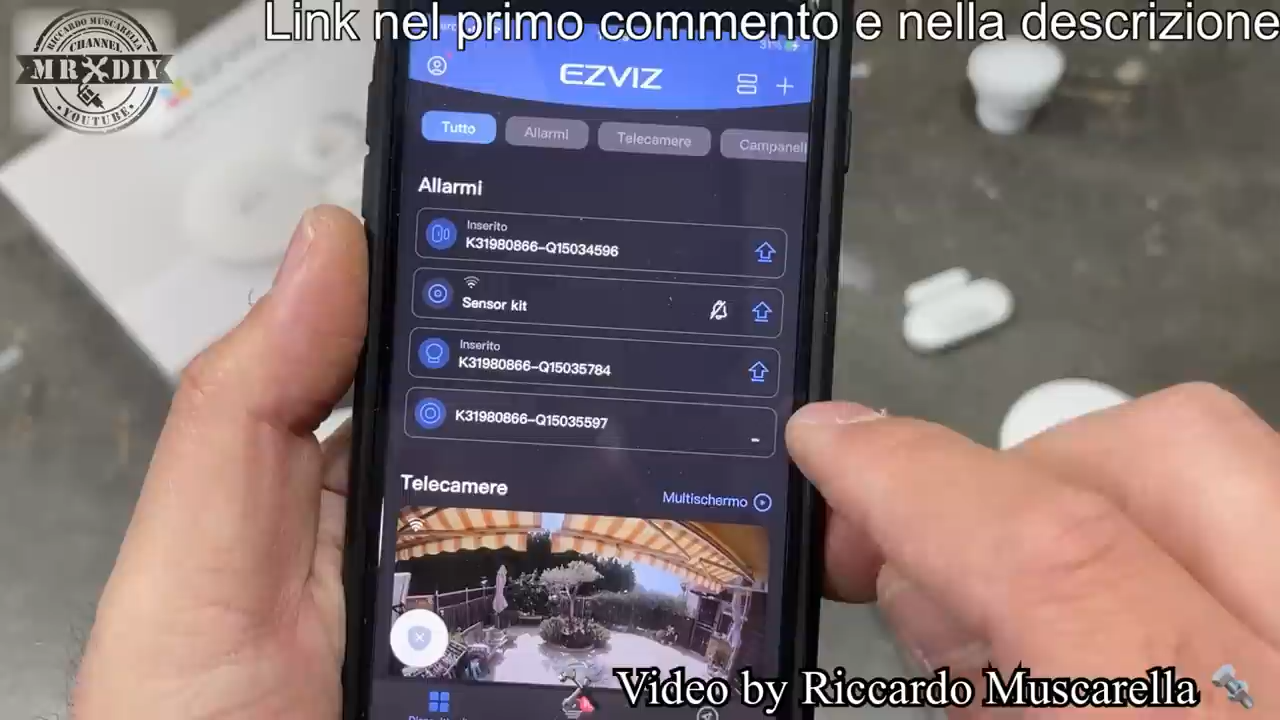 Link nel primo commento e nella descrizione
RICCARDO MUSCARELLA
CHANNEL
MR DIY
YOUTUBE
31%
EZVIZ
Tutto
Allarmi
Telecamere
Campanell
Allarmi
Inserito
K31980866-Q15034596
Sensor kit
Inserito
K31980866-Q15035784
K31980866-Q15035597
Telecamere
Multischermo
Video by Riccardo Muscarella